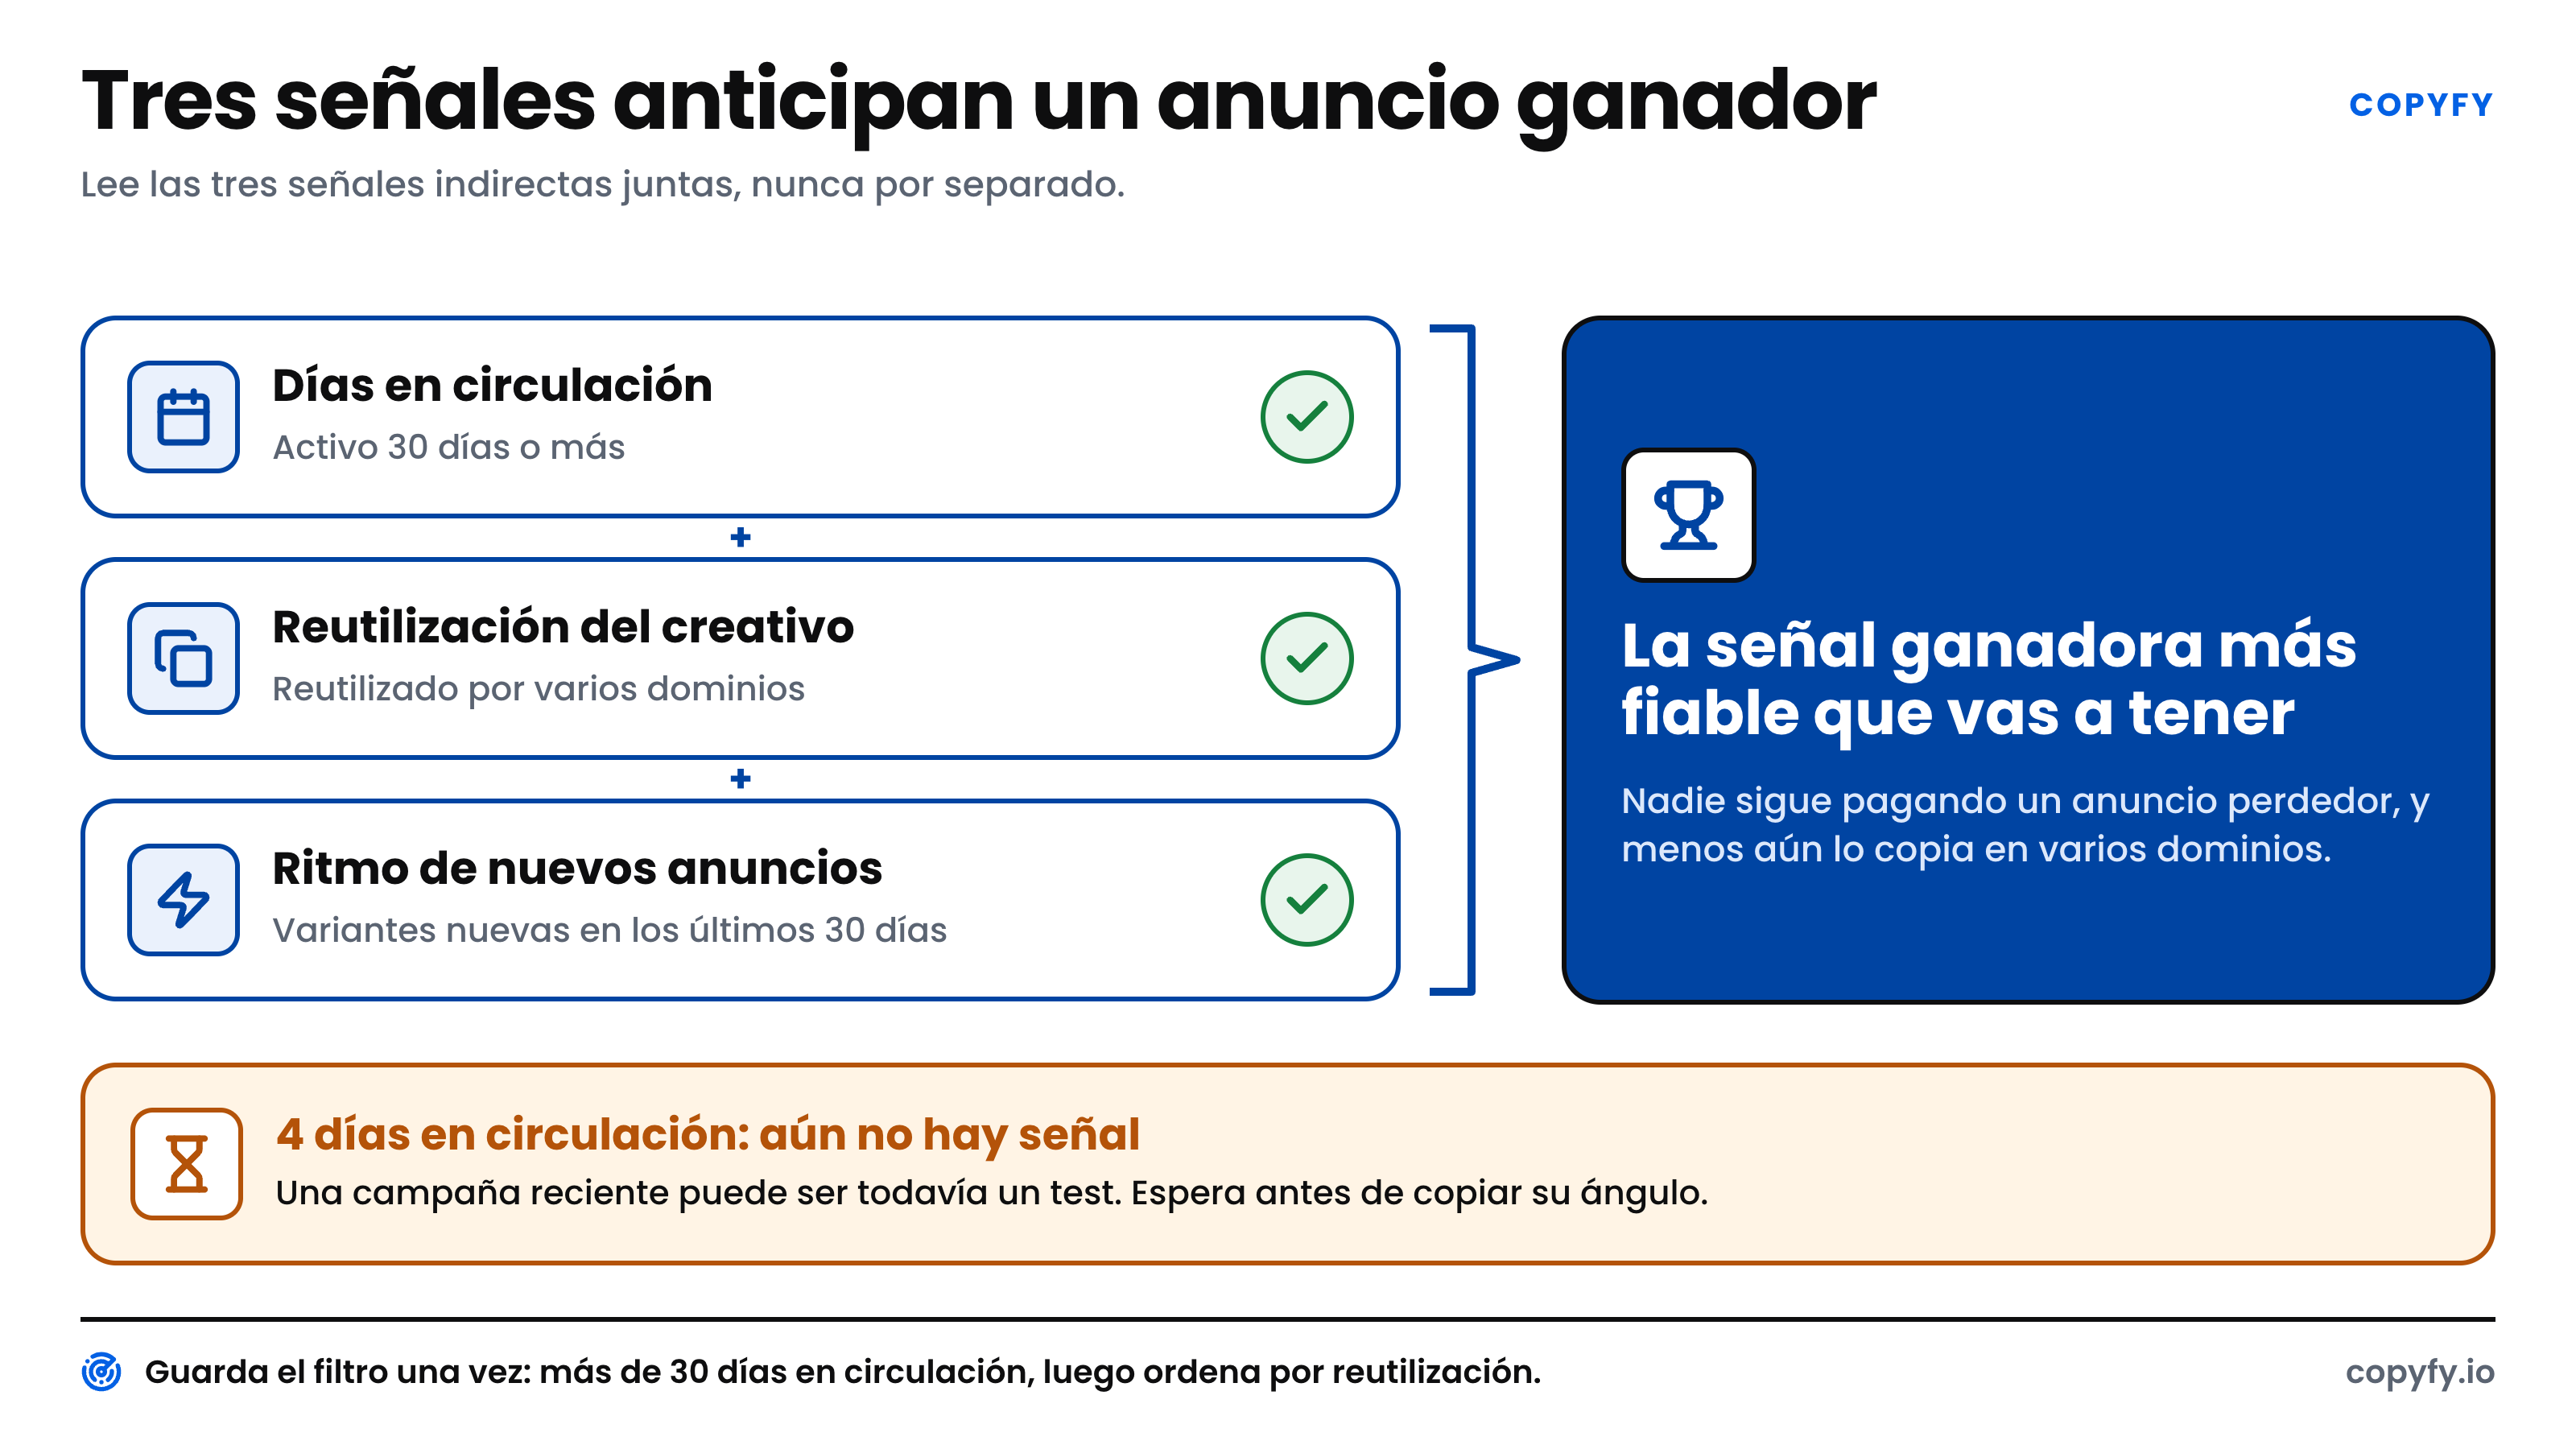 Tres señales anticipan un anuncio ganador
COPYFY
Lee las tres señales indirectas juntas, nunca por separado.
Días en circulación
Activo 30 días o más
+
Reutilización del creativo
Reutilizado por varios dominios
+
Ritmo de nuevos anuncios
Variantes nuevas en los últimos 30 días
La señal ganadora más
fiable que vas a tener
Nadie sigue pagando un anuncio perdedor, y
menos aún lo copia en varios dominios.
4 días en circulación: aún no hay señal
Una campaña reciente puede ser todavía un test. Espera antes de copiar su ángulo.
Guarda el filtro una vez: más de 30 días en circulación, luego ordena por reutilización.
copyfy.io